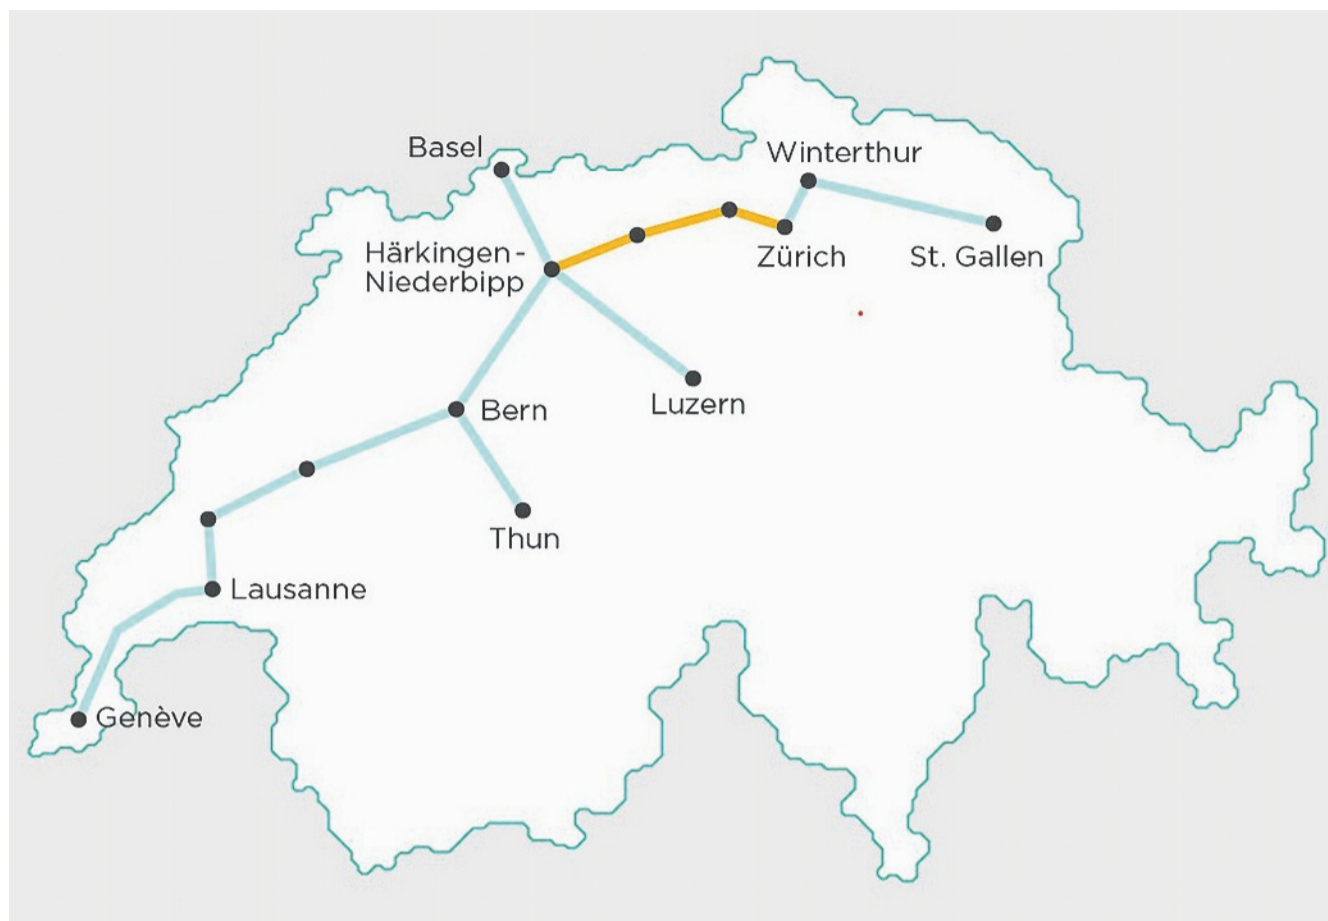 Basel
Winterthur
Härkingen-
Niederbipp
Zürich
St. Gallen
Luzern
Bern
Thun
Lausanne
Genève